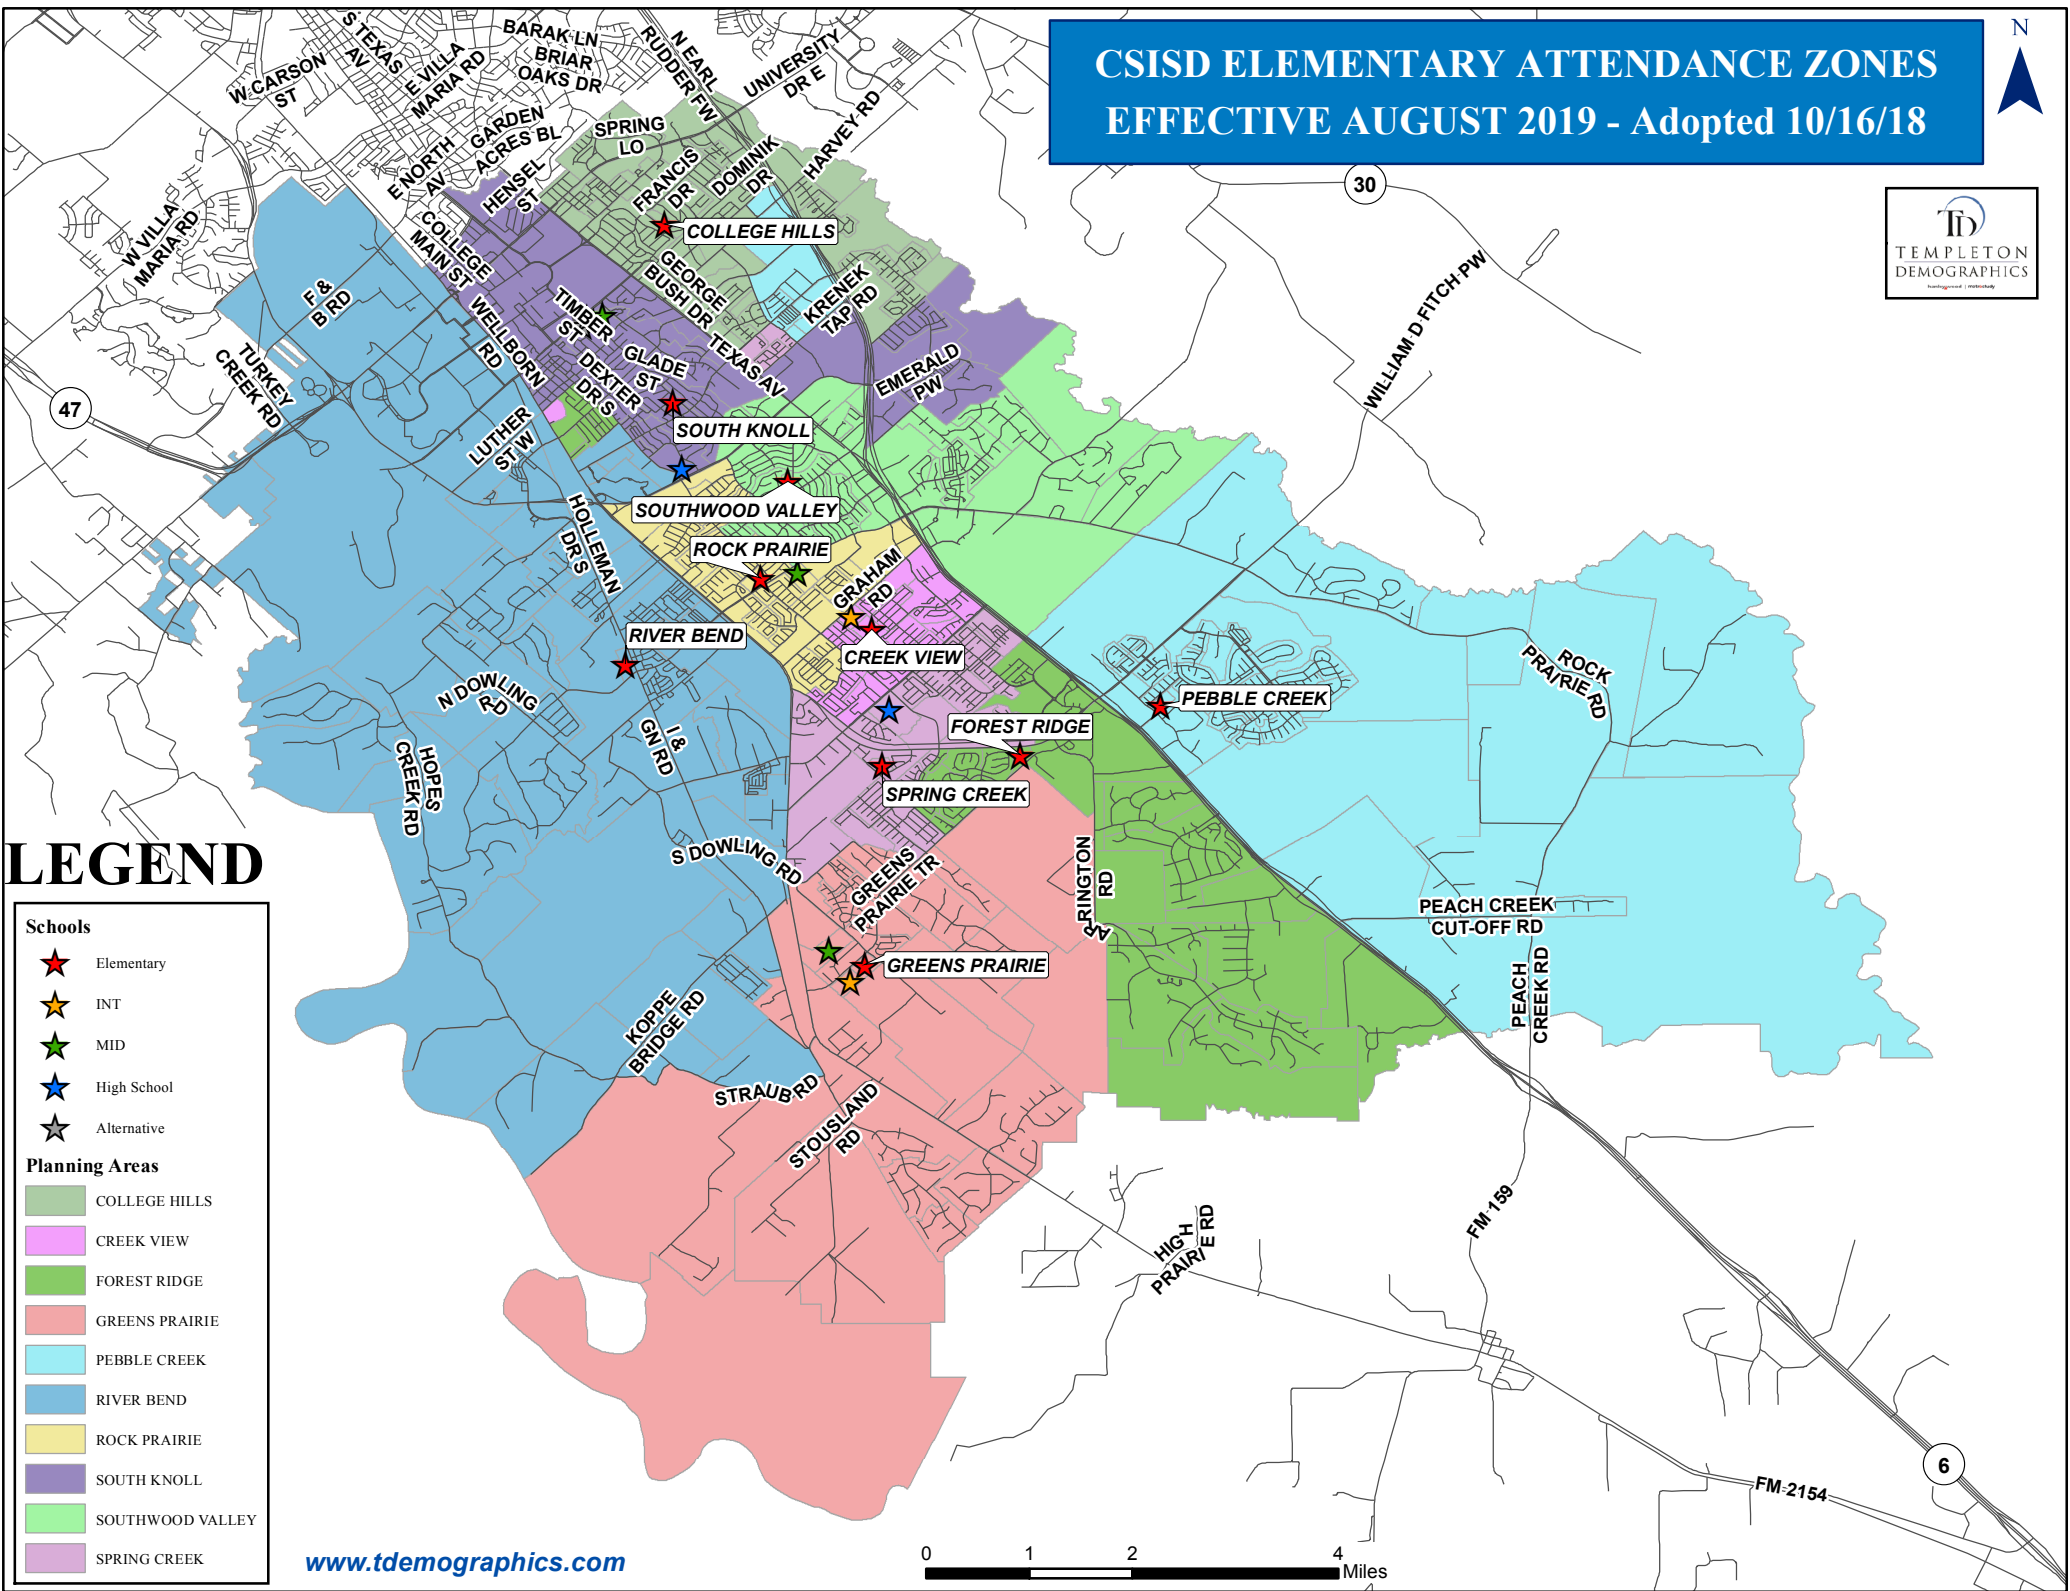 CSISD ELEMENTARY ATTENDANCE ZONES
EFFECTIVE AUGUST 2019 - Adopted 10/16/18
N
TD
TEMPLETON
DEMOGRAPHICS
S TEXAS
AV
W CARSON
ST
E VILLA
MARIA RD
BARAK LN
BRIAR
OAKS DR
N EARL
RUDDER FW
UNIVERSITY
DR E
HARVEY RD
GARDEN
ACRES BL
SPRING
LO
E NORTH
AV
HENSEL
ST
FRANCIS
DR
DOMINIK
DR
30
W VILLA
MARIA RD
COLLEGE
MAIN ST
COLLEGE HILLS
F &
B RD
GEORGE
BUSH DR
KRENEK
TAP RD
WILLIAM D FITCH PW
TIMBER
ST
WELLBORN
RD
TURKEY
CREEK RD
GLADE
ST
TEXAS AV
DEXTER
DR S
EMERALD
PW
47
LUTHER
ST W
SOUTH KNOLL
SOUTHWOOD VALLEY
HOLLEMAN
DR S
ROCK PRAIRIE
GRAHAM
RD
RIVER BEND
CREEK VIEW
ROCK
PRAIRIE RD
N DOWLING
RD
PEBBLE CREEK
I &
GN RD
FOREST RIDGE
HOPES
CREEK RD
SPRING CREEK
S DOWLING RD
GREENS
PRAIRIE TR
ARRINGTON
RD
PEACH CREEK
CUT-OFF RD
GREENS PRAIRIE
PEACH
CREEK RD
KOPPE
BRIDGE RD
STRAUB RD
STOUSLAND
RD
FM 159
HIGH
PRAIRIE RD
6
FM 2154
LEGEND
Schools
Elementary
INT
MID
High School
Alternative
Planning Areas
COLLEGE HILLS
CREEK VIEW
FOREST RIDGE
GREENS PRAIRIE
PEBBLE CREEK
RIVER BEND
ROCK PRAIRIE
SOUTH KNOLL
SOUTHWOOD VALLEY
SPRING CREEK
www.tdemographics.com
0 1 2 4
Miles